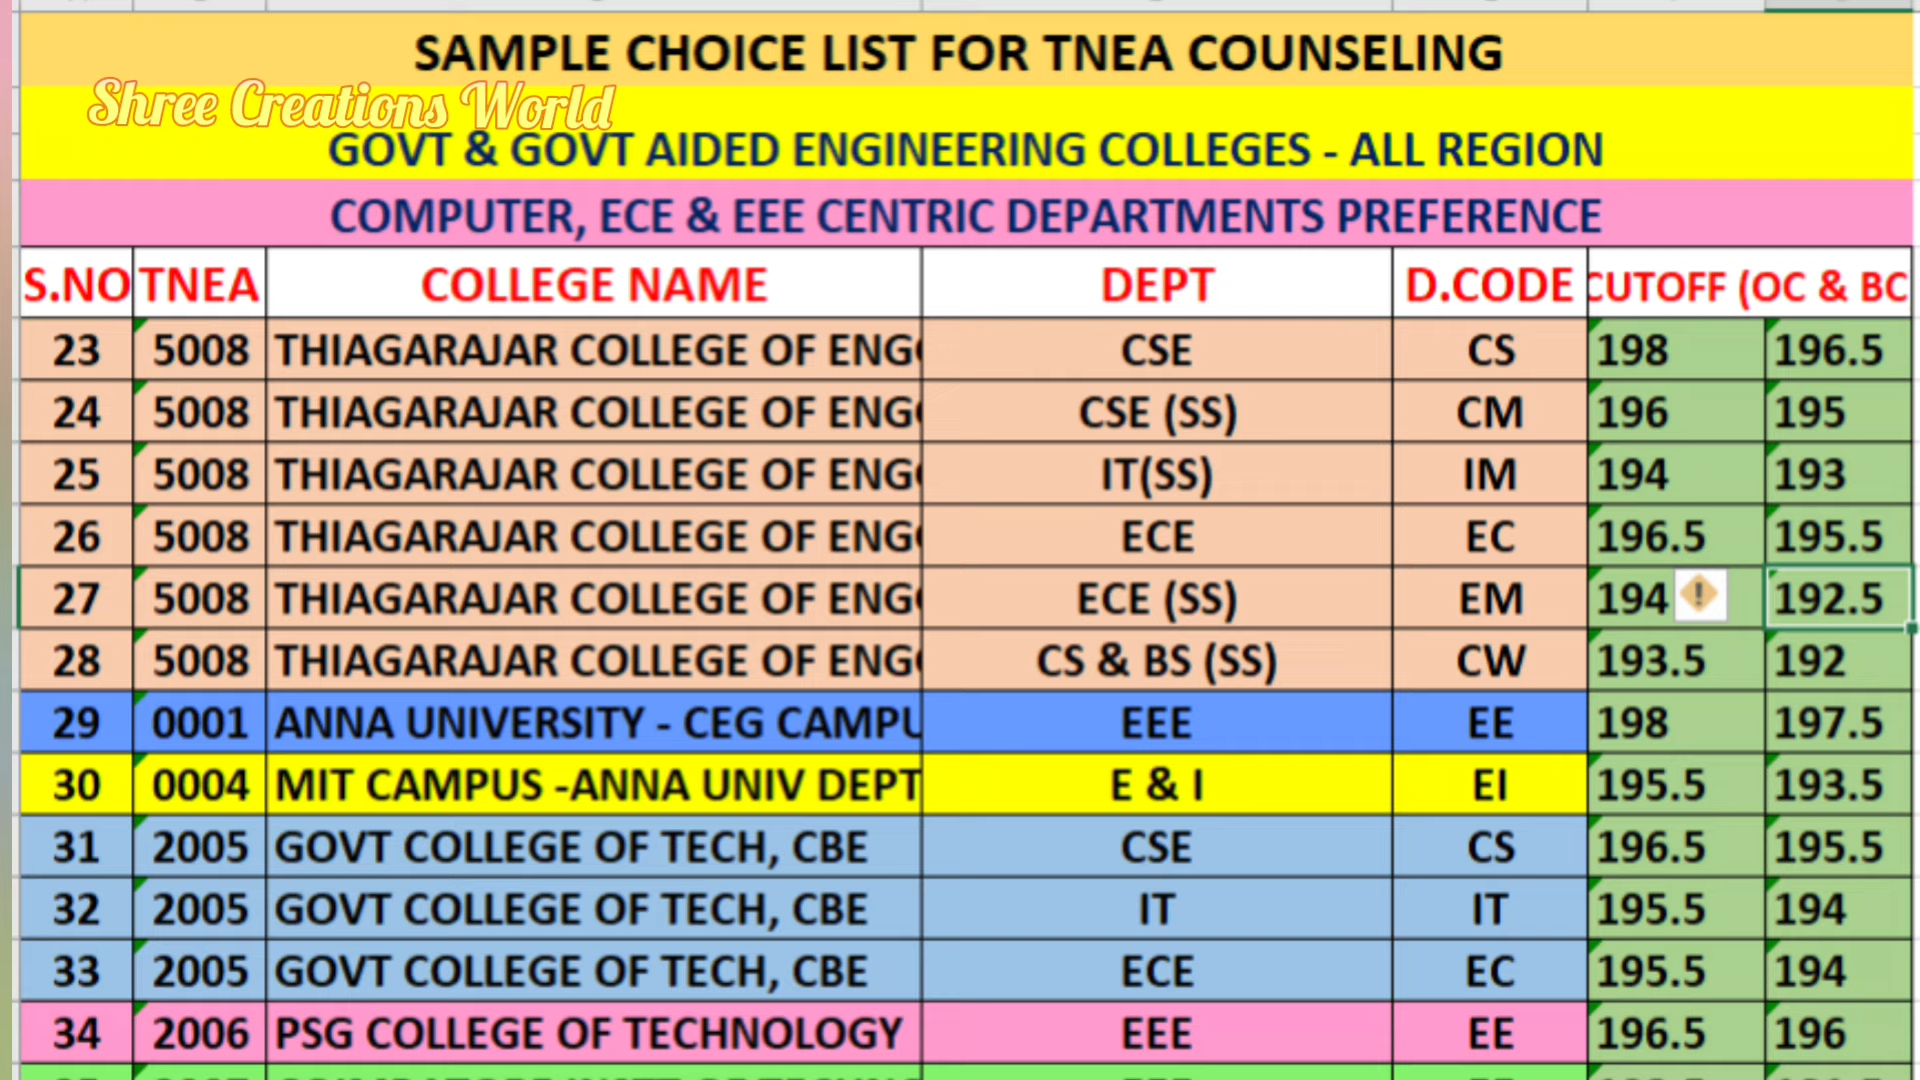 SAMPLE CHOICE LIST FOR TNEA COUNSELING
Shree Creations World
GOVT & GOVT AIDED ENGINEERING COLLEGES - ALL REGION
COMPUTER, ECE & EEE CENTRIC DEPARTMENTS PREFERENCE
S.NO TNEA COLLEGE NAME DEPT D.CODE CUTOFF (OC & BC
23 5008 THIAGARAJAR COLLEGE OF ENG CSE CS 198 196.5
24 5008 THIAGARAJAR COLLEGE OF ENG CSE (SS) CM 196 195
25 5008 THIAGARAJAR COLLEGE OF ENG IT(SS) IM 194 193
26 5008 THIAGARAJAR COLLEGE OF ENG ECE EC 196.5 195.5
27 5008 THIAGARAJAR COLLEGE OF ENG ECE (SS) EM 194 192.5
28 5008 THIAGARAJAR COLLEGE OF ENG CS & BS (SS) CW 193.5 192
29 0001 ANNA UNIVERSITY - CEG CAMPU EEE EE 198 197.5
30 0004 MIT CAMPUS -ANNA UNIV DEPT E & I EI 195.5 193.5
31 2005 GOVT COLLEGE OF TECH, CBE CSE CS 196.5 195.5
32 2005 GOVT COLLEGE OF TECH, CBE IT IT 195.5 194
33 2005 GOVT COLLEGE OF TECH, CBE ECE EC 195.5 194
34 2006 PSG COLLEGE OF TECHNOLOGY EEE EE 196.5 196